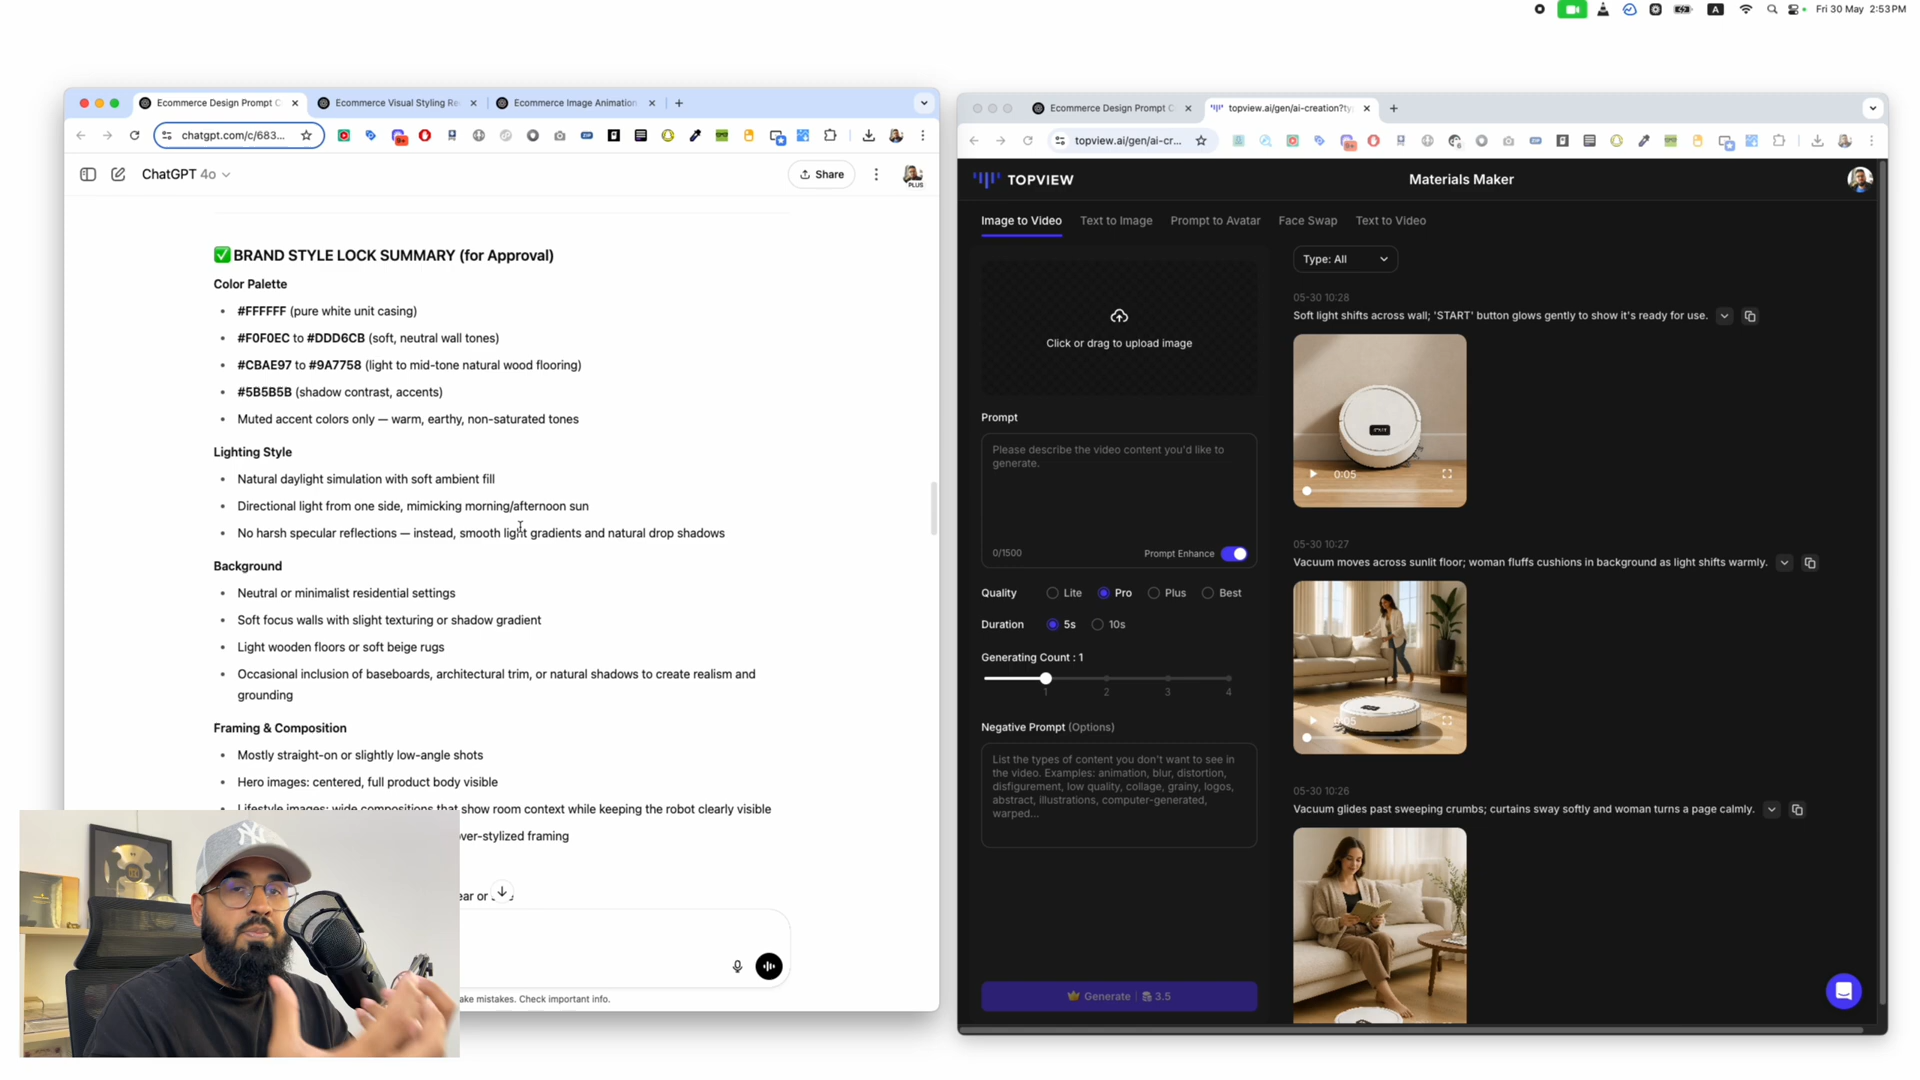 Fri 30 May 2:53 PM
Ecommerce Design Prompt C
Ecommerce Visual Styling Re
Ecommerce Image Animation
chatgpt.com/c/683...
ChatGPT 4o
Share
PLUS
✅ BRAND STYLE LOCK SUMMARY (for Approval)
Color Palette
• #FFFFFF (pure white unit casing)
• #F0F0EC to #DDD6CB (soft, neutral wall tones)
• #CBAE97 to #9A7758 (light to mid-tone natural wood flooring)
• #5B5B5B (shadow contrast, accents)
• Muted accent colors only — warm, earthy, non-saturated tones
Lighting Style
• Natural daylight simulation with soft ambient fill
• Directional light from one side, mimicking morning/afternoon sun
• No harsh specular reflections — instead, smooth light gradients and natural drop shadows
Background
• Neutral or minimalist residential settings
• Soft focus walls with slight texturing or shadow gradient
• Light wooden floors or soft beige rugs
• Occasional inclusion of baseboards, architectural trim, or natural shadows to create realism and
grounding
Framing & Composition
• Mostly straight-on or slightly low-angle shots
• Hero images: centered, full product body visible
• Lifestyle images: wide compositions that show room context while keeping the robot clearly visible
ver-stylized framing
ear or
ake mistakes. Check important info.
Ecommerce Design Prompt C
topview.ai/gen/ai-creation?ty
topview.ai/gen/ai-cr...
TOPVIEW
Materials Maker
Image to Video
Text to Image
Prompt to Avatar
Face Swap
Text to Video
Click or drag to upload image
Prompt
Please describe the video content you'd like to
generate.
0/1500
Prompt Enhance
Quality
Lite
Pro
Plus
Best
Duration
5s
10s
Generating Count : 1
1
2
3
4
Negative Prompt (Options)
List the types of content you don't want to see in
the video. Examples: animation, blur, distortion,
disfigurement, low quality, collage, grainy, logos,
abstract, illustrations, computer-generated,
warped...
Generate | 3.5
Type: All
05-30 10:28
Soft light shifts across wall; 'START' button glows gently to show it's ready for use.
0:05
05-30 10:27
Vacuum moves across sunlit floor; woman fluffs cushions in background as light shifts warmly.
0:05
05-30 10:26
Vacuum glides past sweeping crumbs; curtains sway softly and woman turns a page calmly.